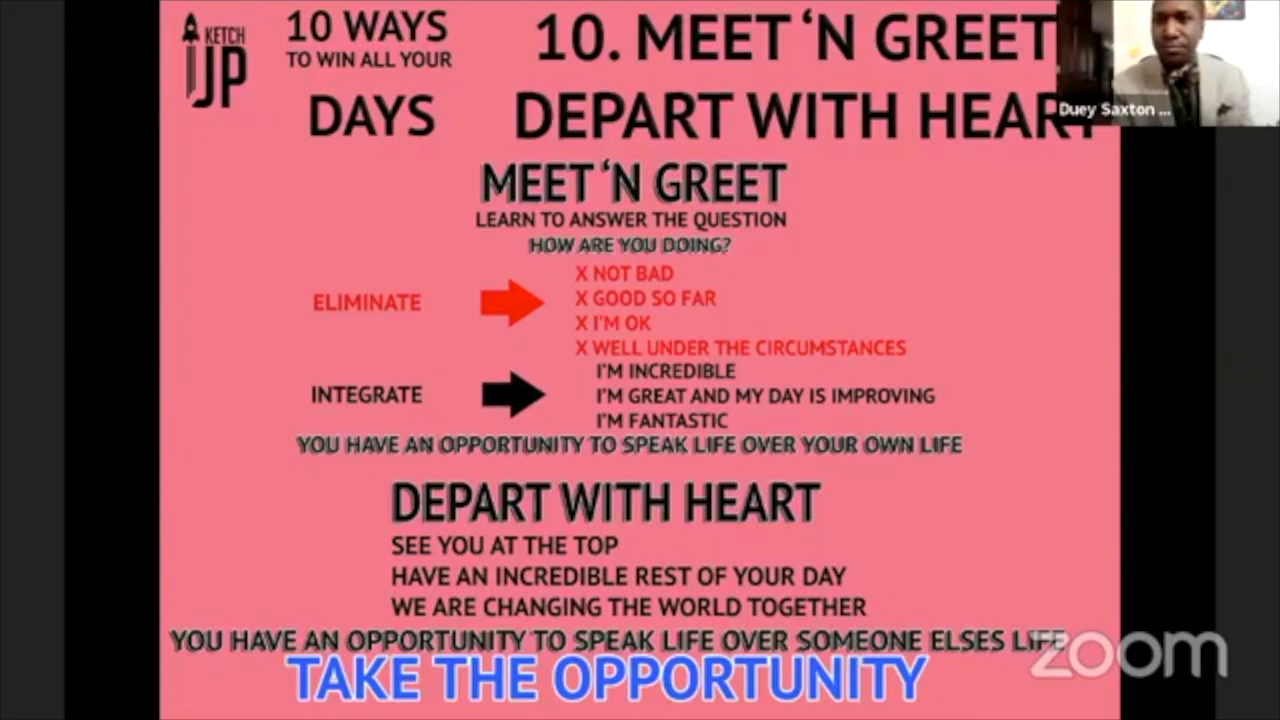 KETCH
UP
10 WAYS
TO WIN ALL YOUR
DAYS
10. MEET ‘N GREET
DEPART WITH HEART
Duey Saxton ...
MEET ‘N GREET
LEARN TO ANSWER THE QUESTION
HOW ARE YOU DOING?
ELIMINATE
X NOT BAD
X GOOD SO FAR
X I'M OK
X WELL UNDER THE CIRCUMSTANCES
INTEGRATE
I'M INCREDIBLE
I'M GREAT AND MY DAY IS IMPROVING
I'M FANTASTIC
YOU HAVE AN OPPORTUNITY TO SPEAK LIFE OVER YOUR OWN LIFE
DEPART WITH HEART
SEE YOU AT THE TOP
HAVE AN INCREDIBLE REST OF YOUR DAY
WE ARE CHANGING THE WORLD TOGETHER
YOU HAVE AN OPPORTUNITY TO SPEAK LIFE OVER SOMEONE ELSES LIFE
TAKE THE OPPORTUNITY
zoom